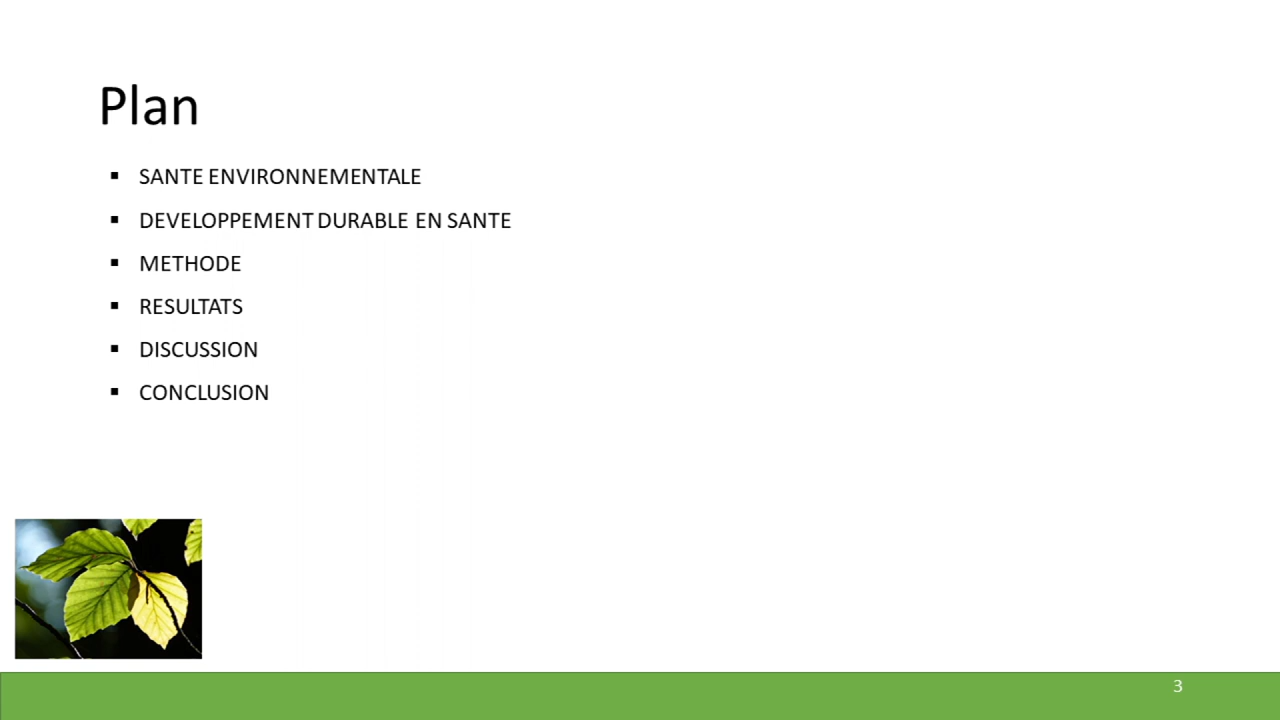 Plan
▪ SANTE ENVIRONNEMENTALE
▪ DEVELOPPEMENT DURABLE EN SANTE
▪ METHODE
▪ RESULTATS
▪ DISCUSSION
▪ CONCLUSION
3